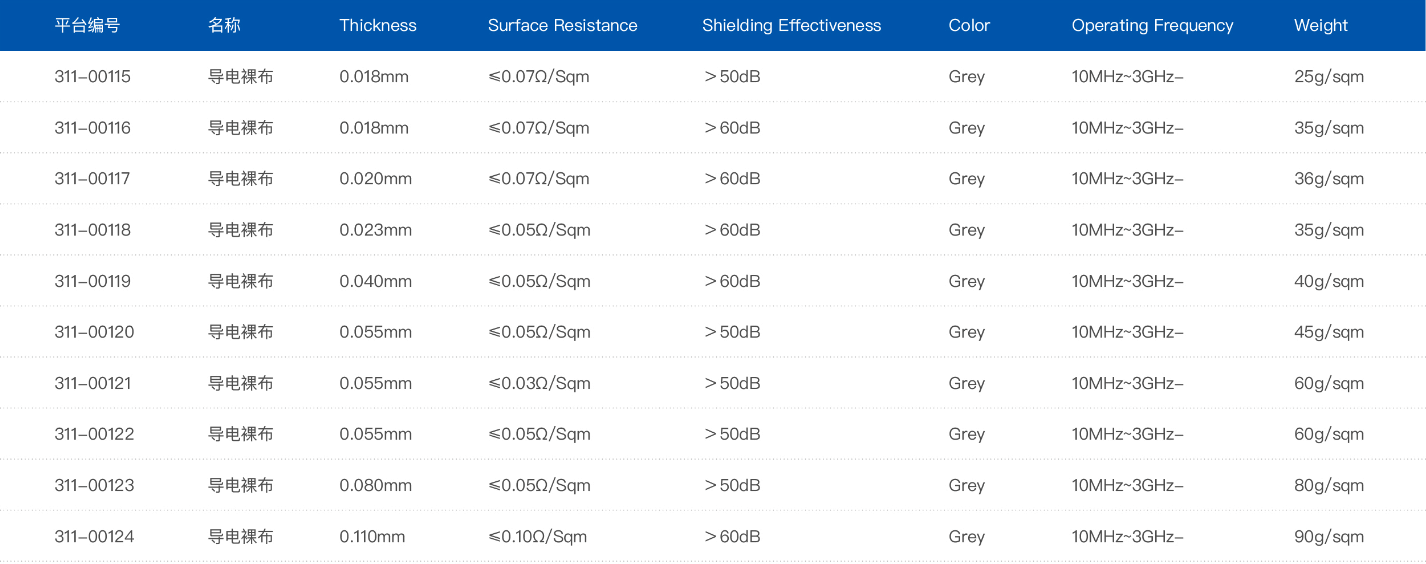 平台编号 名称 Thickness Surface Resistance Shielding Effectiveness Color Operating Frequency Weight
311-00115 导电裸布 0.018mm ≤0.07Ω/Sqm ＞50dB Grey 10MHz~3GHz- 25g/sqm
311-00116 导电裸布 0.018mm ≤0.07Ω/Sqm ＞60dB Grey 10MHz~3GHz- 35g/sqm
311-00117 导电裸布 0.020mm ≤0.07Ω/Sqm ＞60dB Grey 10MHz~3GHz- 36g/sqm
311-00118 导电裸布 0.023mm ≤0.05Ω/Sqm ＞60dB Grey 10MHz~3GHz- 35g/sqm
311-00119 导电裸布 0.040mm ≤0.05Ω/Sqm ＞60dB Grey 10MHz~3GHz- 40g/sqm
311-00120 导电裸布 0.055mm ≤0.05Ω/Sqm ＞50dB Grey 10MHz~3GHz- 45g/sqm
311-00121 导电裸布 0.055mm ≤0.03Ω/Sqm ＞50dB Grey 10MHz~3GHz- 60g/sqm
311-00122 导电裸布 0.055mm ≤0.05Ω/Sqm ＞50dB Grey 10MHz~3GHz- 60g/sqm
311-00123 导电裸布 0.080mm ≤0.05Ω/Sqm ＞50dB Grey 10MHz~3GHz- 80g/sqm
311-00124 导电裸布 0.110mm ≤0.10Ω/Sqm ＞60dB Grey 10MHz~3GHz- 90g/sqm